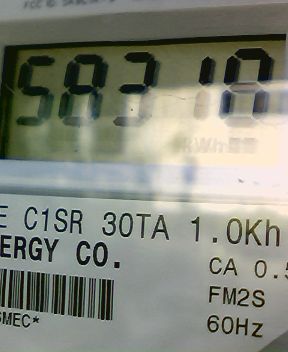 58318
kWh
E C1SR 30TA 1.0Kh
ERGY CO.
CA 0.5
FM2S
60Hz
SMEC*